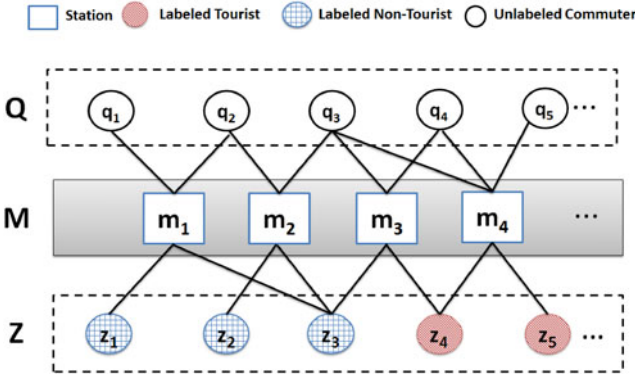 Station Labeled Tourist Labeled Non-Tourist Unlabeled Commuter
Q q1 q2 q3 q4 q5 ...
M m1 m2 m3 m4 ...
Z z1 z2 z3 z4 z5 ...